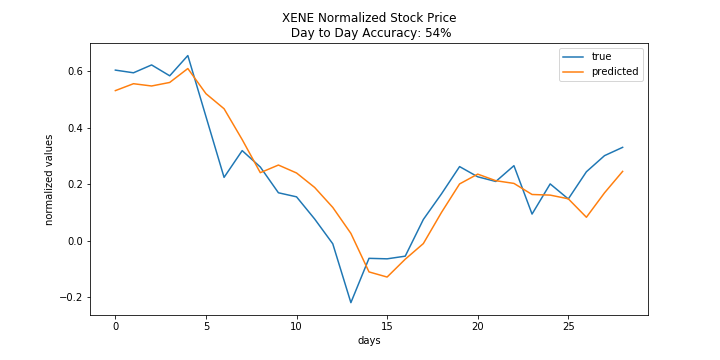 XENE Normalized Stock Price
Day to Day Accuracy: 54%
true
predicted
normalized values
0.6
0.4
0.2
0.0
−0.2
0 5 10 15 20 25
days